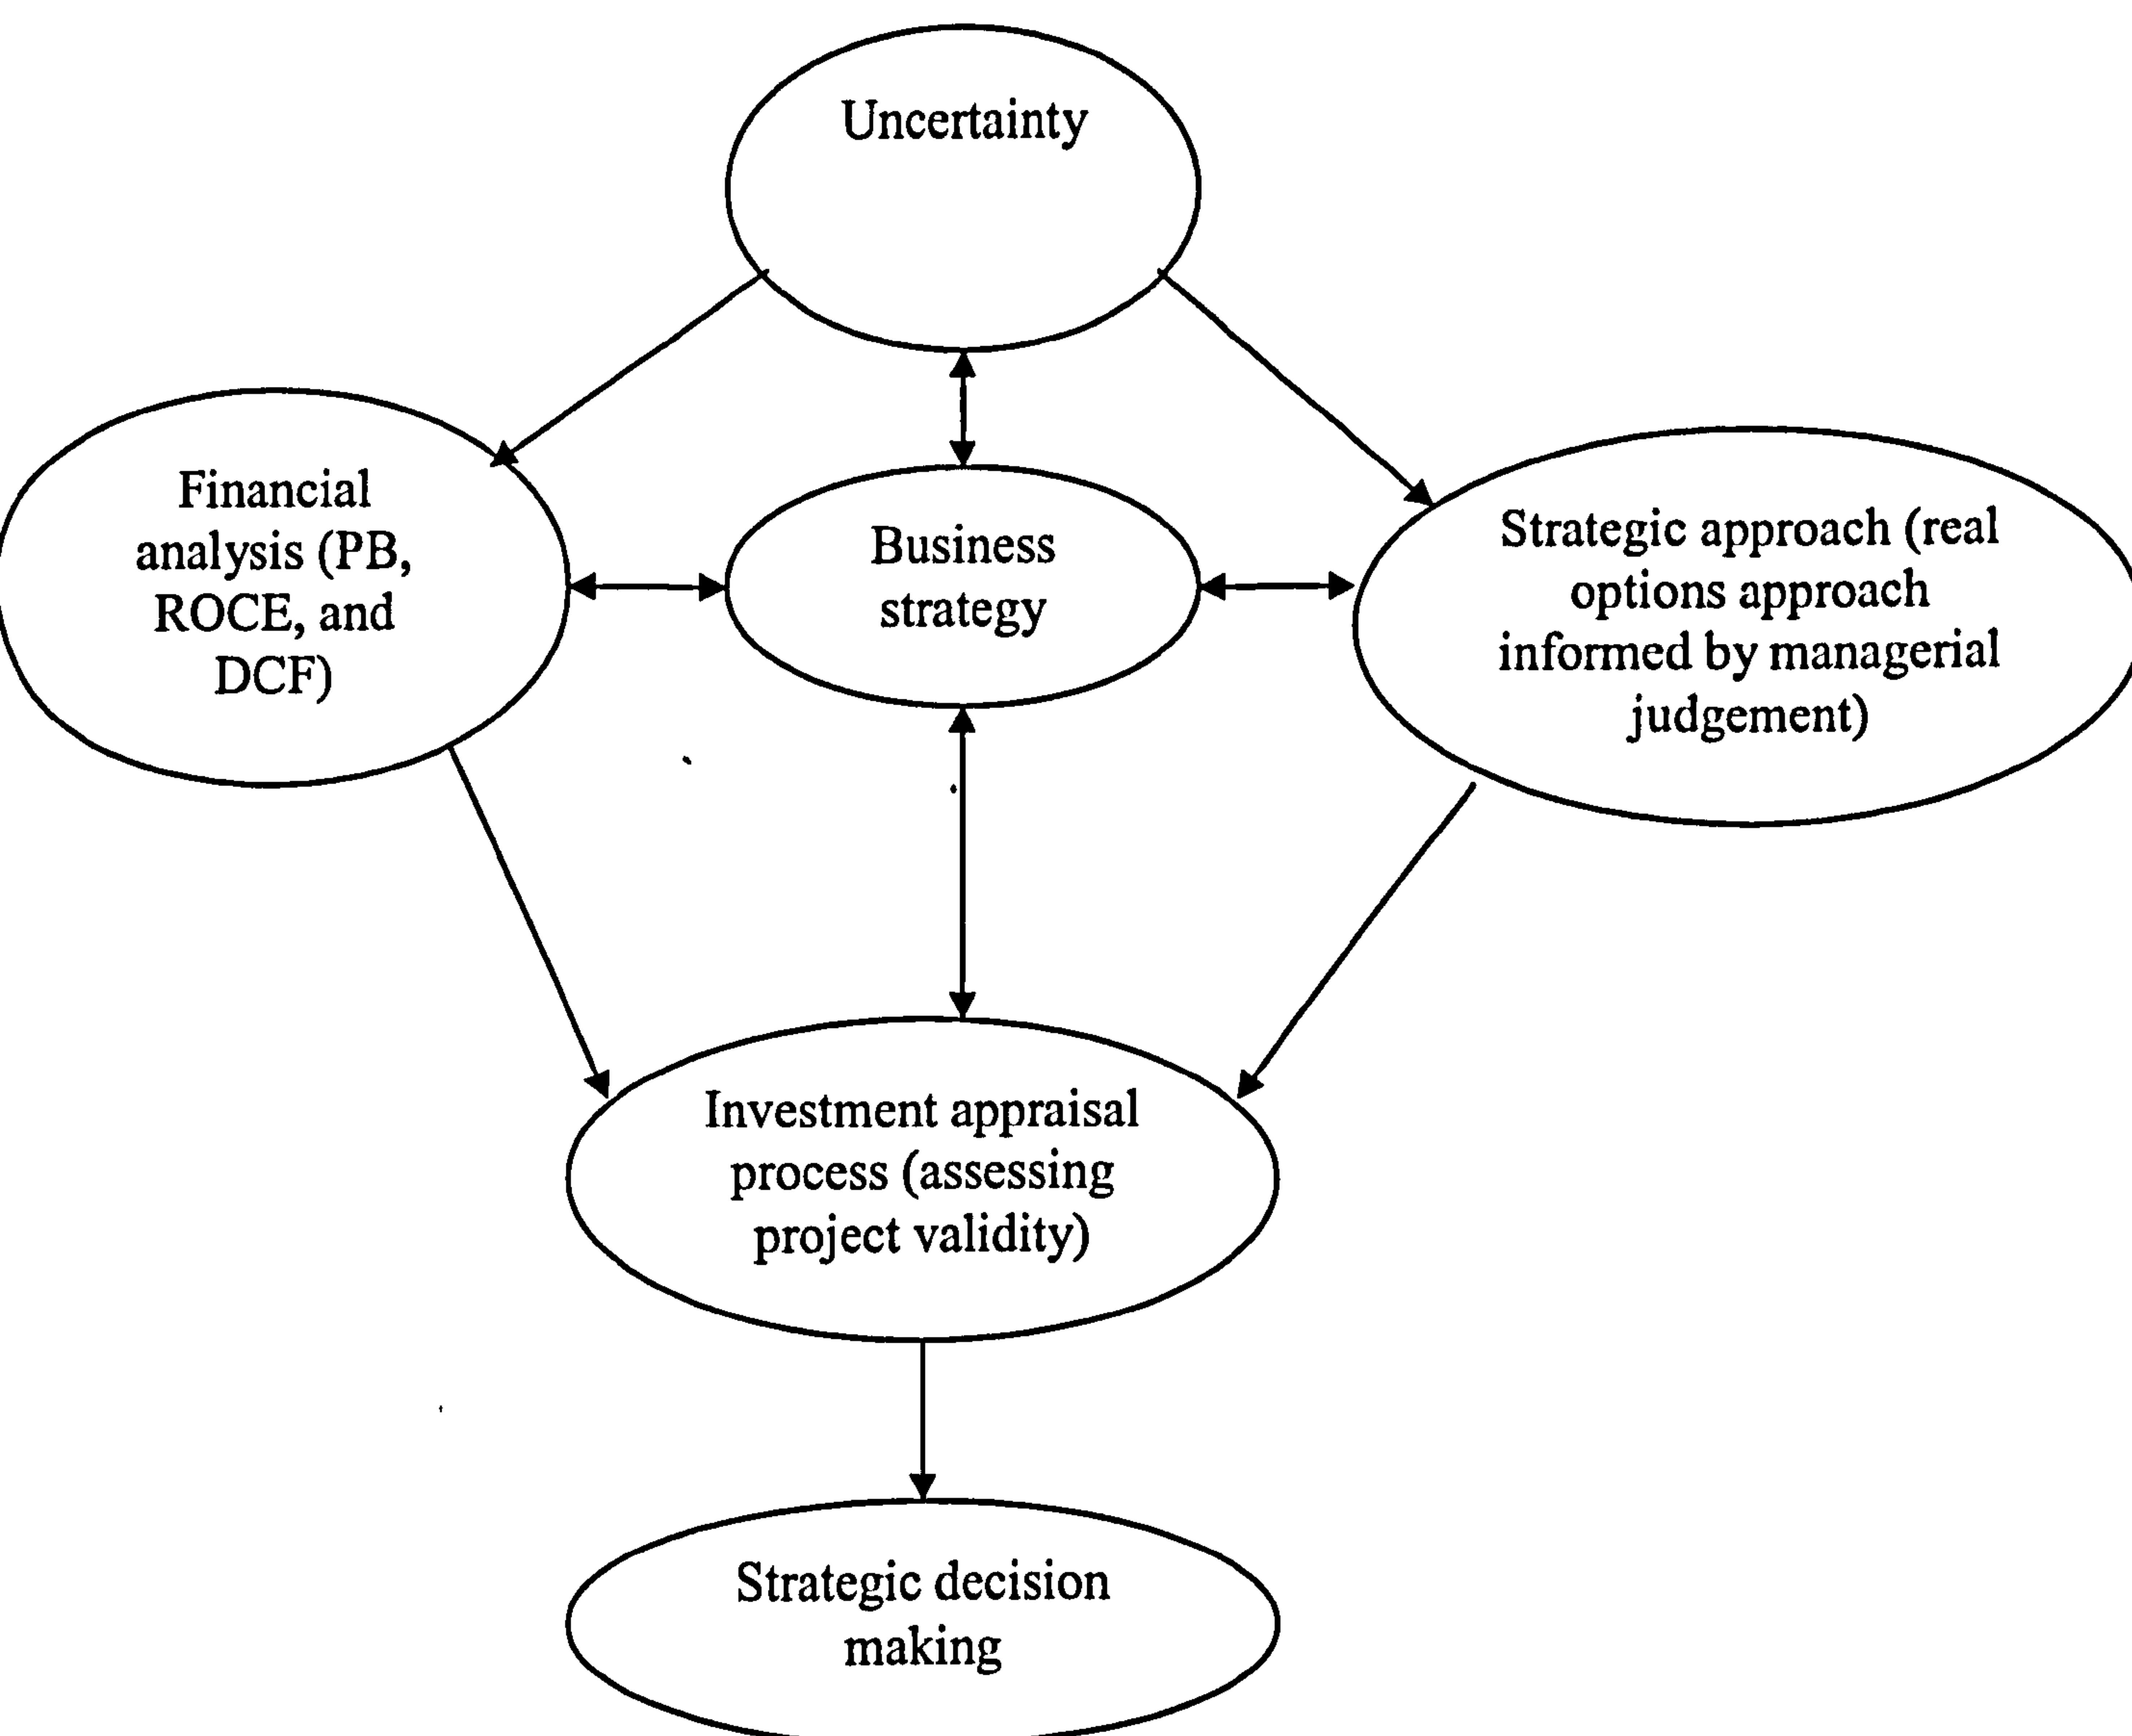 Uncertainty
Financial
analysis (PB,
ROCE, and
DCF)
Business
strategy
Strategic approach (real
options approach
informed by managerial
judgement)
Investment appraisal
process (assessing
project validity)
Strategic decision
making